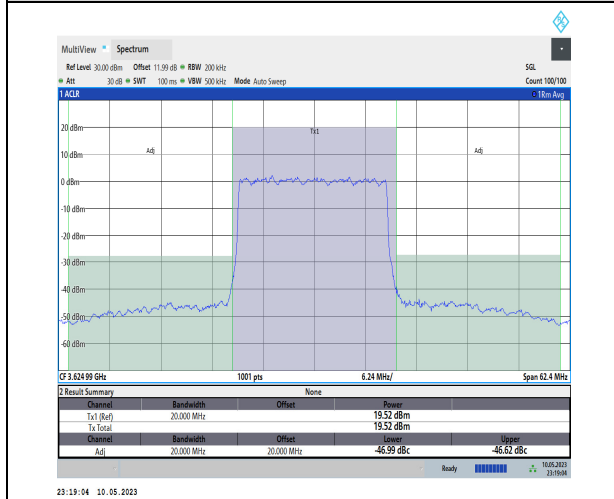 MultiView Spectrum
Ref Level 30.00 dBm Offset 11.99 dB RBW 200 kHz SGL
Att 30 dB SWT 100 ms VBW 500 kHz Mode Auto Sweep Count 100/100
1 ACLR 1Rm Avg
20 dBm
Tx1
10 dBm
Adj Adj
0 dBm
-10 dBm
-20 dBm
-30 dBm
-40 dBm
-50 dBm
-60 dBm
CF 3.624 99 GHz 1001 pts 6.24 MHz/ Span 62.4 MHz
2 Result Summary None
Channel Bandwidth Offset Power
Tx1 (Ref) 20.000 MHz 19.52 dBm
Tx Total 19.52 dBm
Channel Bandwidth Offset Lower Upper
Adj 20.000 MHz 20.000 MHz -46.99 dBc -46.62 dBc
Ready 10.05.2023
23:19:04
23:19:04 10.05.2023